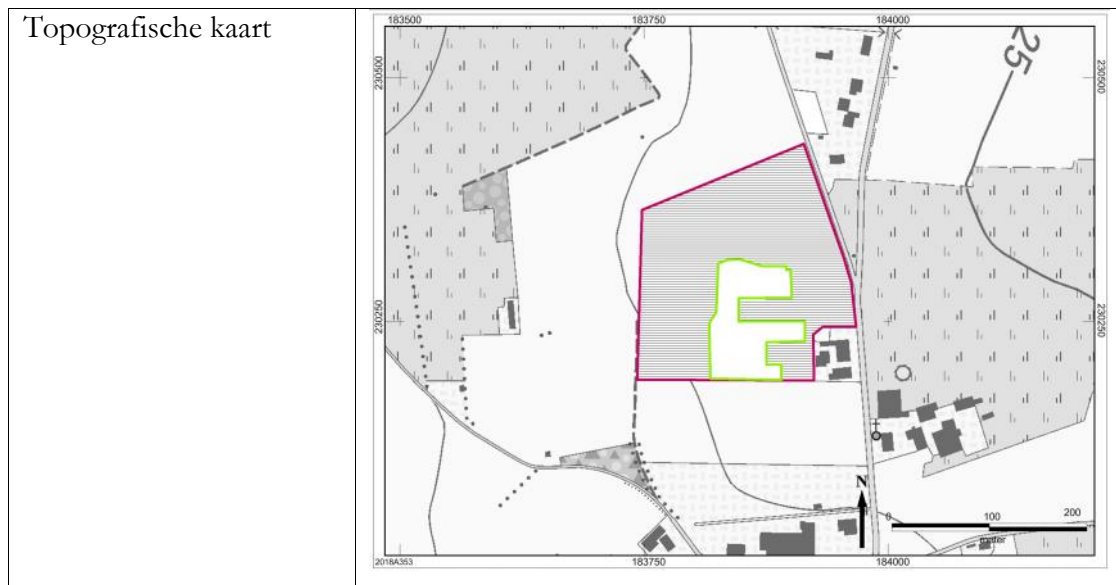 Topografische kaart
183500 183750 184000
230500 230500
25
230250 230250
N
0 100 200
meter
2018A353
183750 184000